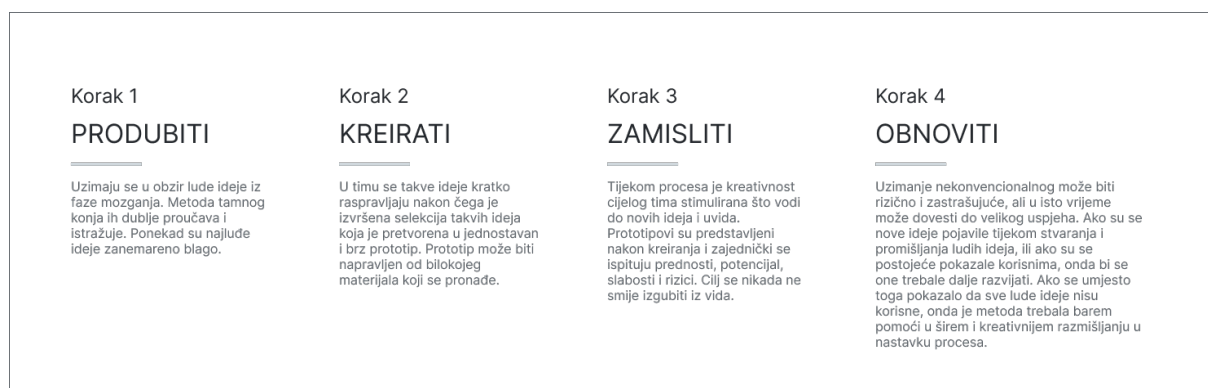 Korak 1
PRODUBITI
Uzimaju se u obzir lude ideje iz
faze mozganja. Metoda tamnog
konja ih dublje proučava i
istražuje. Ponekad su najluđe
ideje zanemareno blago.
Korak 2
KREIRATI
U timu se takve ideje kratko
raspravljaju nakon čega je
izvršena selekcija takvih ideja
koja je pretvorena u jednostavan
i brz prototip. Prototip može biti
napravljen od bilokojeg
materijala koji se pronađe.
Korak 3
ZAMISLITI
Tijekom procesa je kreativnost
cijelog tima stimulirana što vodi
do novih ideja i uvida.
Prototipovi su predstavljeni
nakon kreiranja i zajednički se
ispituju prednosti, potencijal,
slabosti i rizici. Cilj se nikada ne
smije izgubiti iz vida.
Korak 4
OBNOVITI
Uzimanje nekonvencionalnog može biti
rizično i zastrašujuće, ali u isto vrijeme
može dovesti do velikog uspjeha. Ako su se
nove ideje pojavile tijekom stvaranja i
promišljanja ludih ideja, ili ako su se
postojeće pokazale korisnima, onda bi se
one trebale dalje razvijati. Ako se umjesto
toga pokazalo da sve lude ideje nisu
korisne, onda je metoda trebala barem
pomoći u širem i kreativnijem razmišljanju u
nastavku procesa.